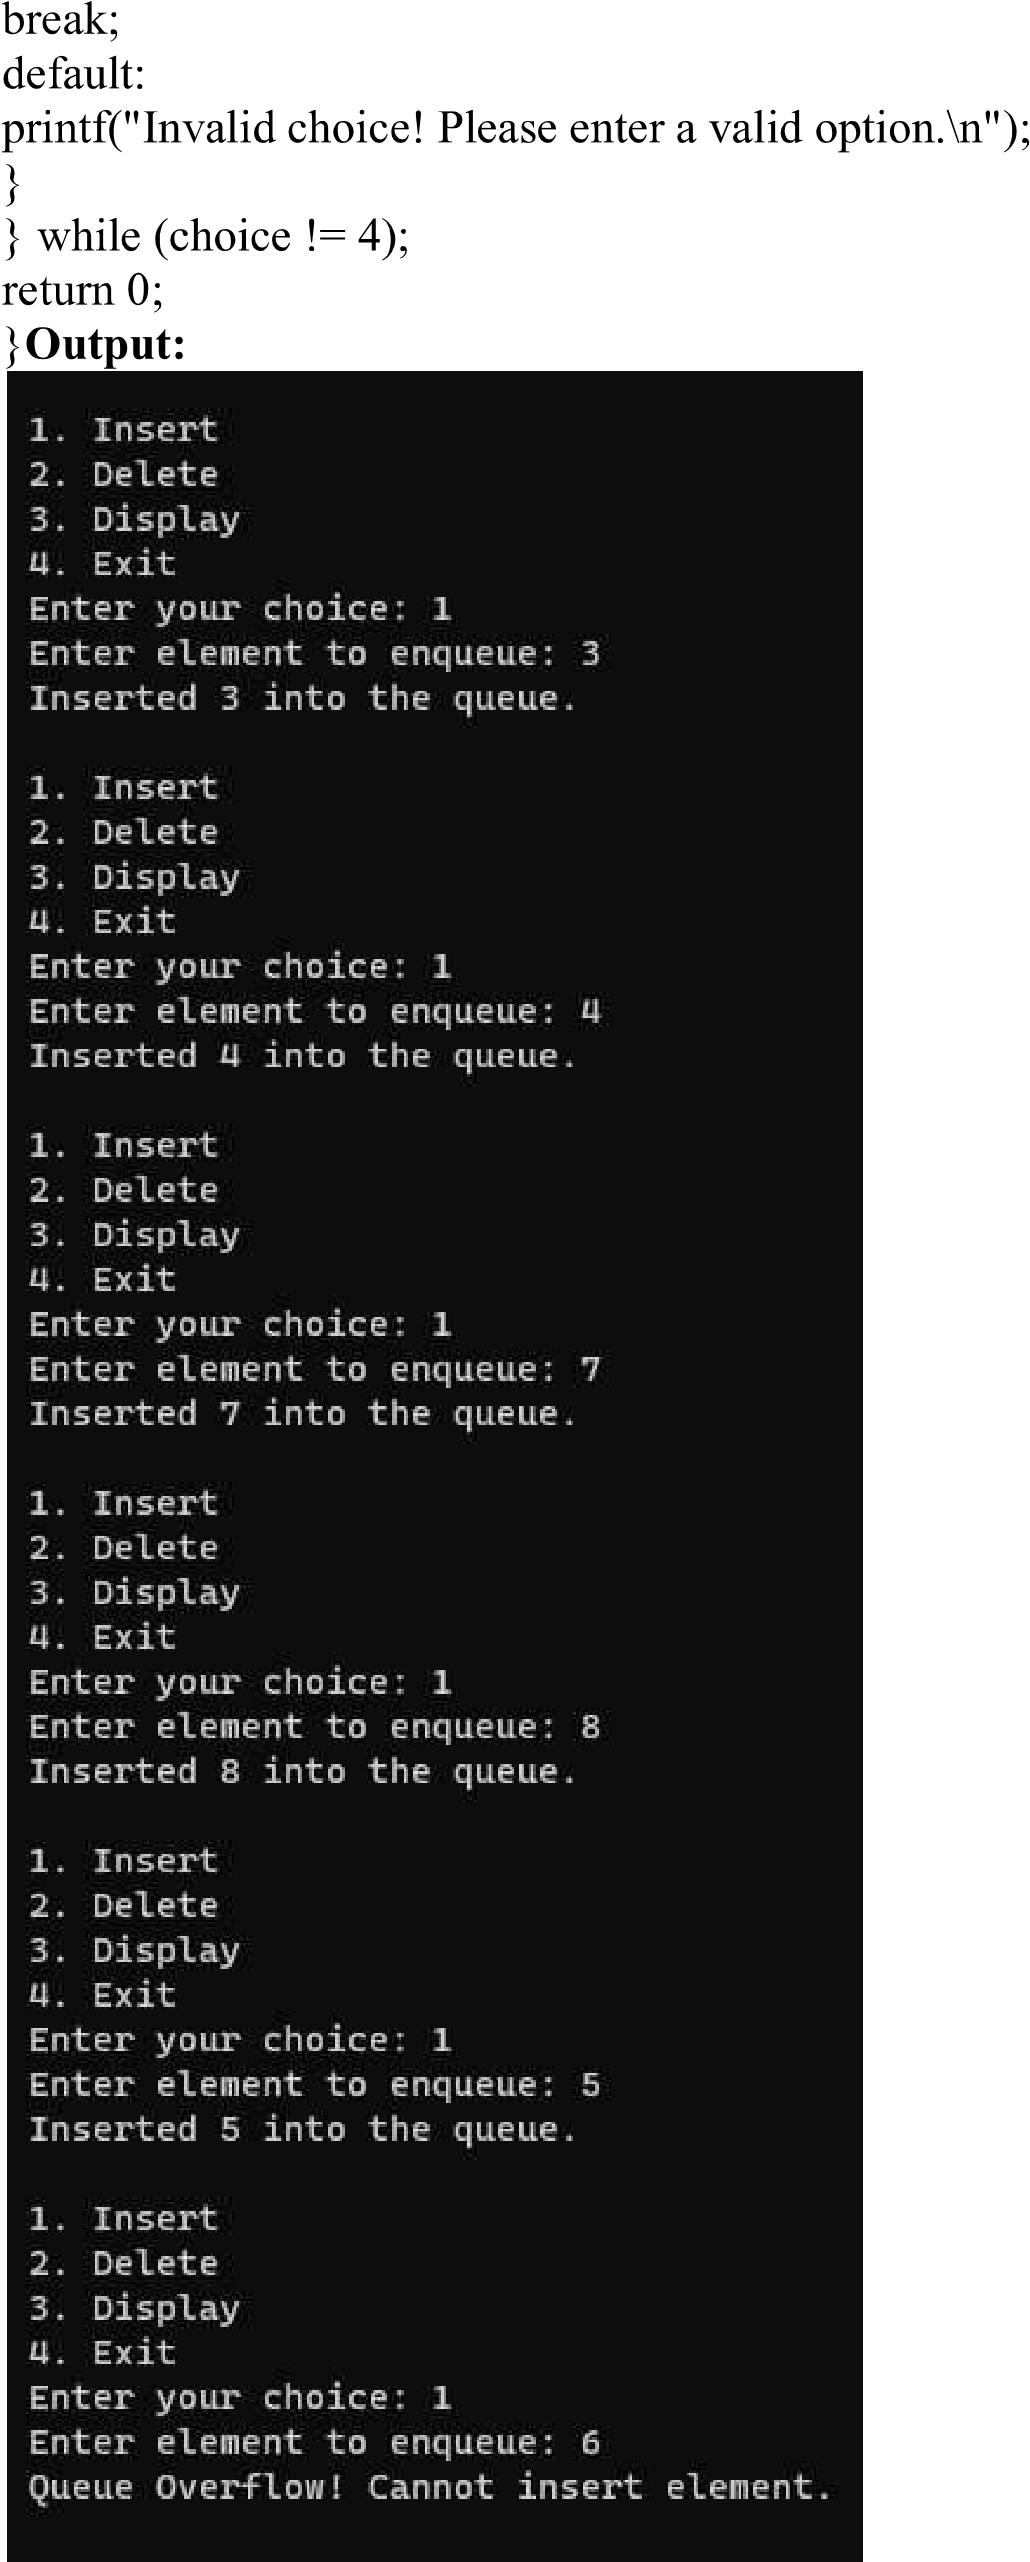 break;
default:
printf("Invalid choice! Please enter a valid option.\n");
}
} while (choice != 4);
return 0;
}Output:
1. Insert
2. Delete
3. Display
4. Exit
Enter your choice: 1
Enter element to enqueue: 3
Inserted 3 into the queue.
1. Insert
2. Delete
3. Display
4. Exit
Enter your choice: 1
Enter element to enqueue: 4
Inserted 4 into the queue.
1. Insert
2. Delete
3. Display
4. Exit
Enter your choice: 1
Enter element to enqueue: 7
Inserted 7 into the queue.
1. Insert
2. Delete
3. Display
4. Exit
Enter your choice: 1
Enter element to enqueue: 8
Inserted 8 into the queue.
1. Insert
2. Delete
3. Display
4. Exit
Enter your choice: 1
Enter element to enqueue: 5
Inserted 5 into the queue.
1. Insert
2. Delete
3. Display
4. Exit
Enter your choice: 1
Enter element to enqueue: 6
Queue Overflow! Cannot insert element.